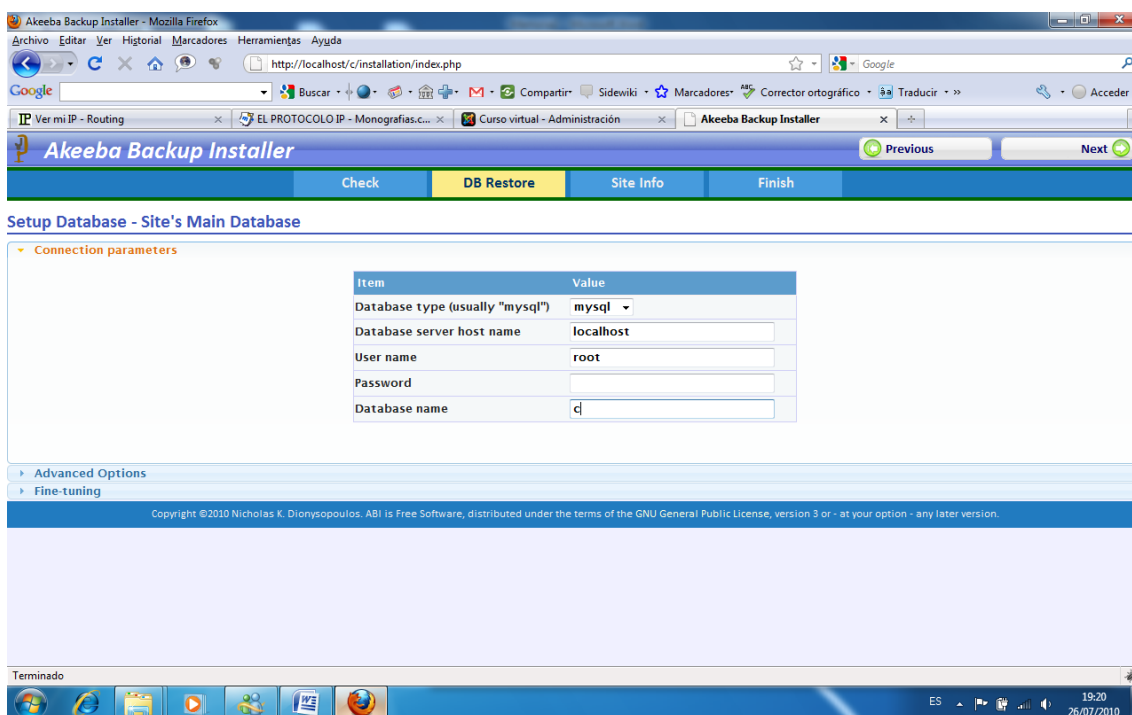 Akeeba Backup Installer - Mozilla Firefox
Archivo Editar Ver Historial Marcadores Herramientas Ayuda
http://localhost/c/installation/index.php Google
Google Buscar Compartir Sidewiki Marcadores ABC Corrector ortográfico Traducir » Acceder
IP Ver mi IP - Routing EL PROTOCOLO IP - Monografias.c... Curso virtual - Administración Akeeba Backup Installer
Akeeba Backup Installer Previous Next
Check DB Restore Site Info Finish
Setup Database - Site's Main Database
Connection parameters
Item Value
Database type (usually "mysql") mysql
Database server host name localhost
User name root
Password
Database name c
Advanced Options
Fine-tuning
Copyright ©2010 Nicholas K. Dionysopoulos. ABI is Free Software, distributed under the terms of the GNU General Public License, version 3 or - at your option - any later version.
Terminado
ES 19:20
26/07/2010